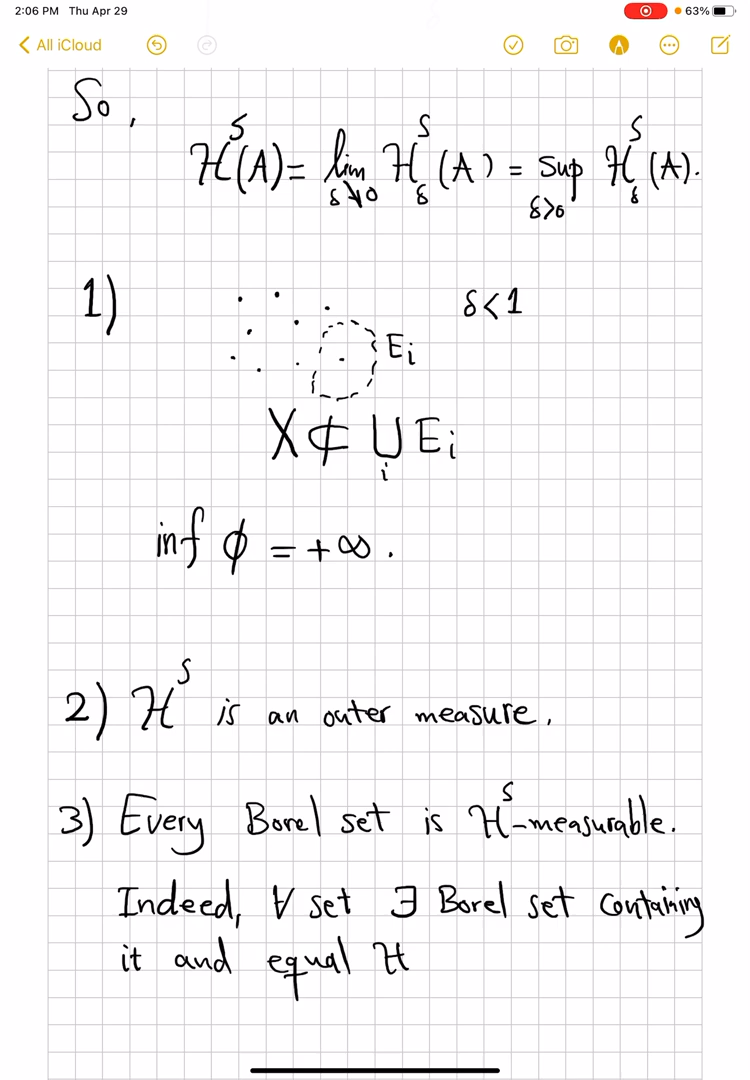 2:06 PM Thu Apr 29
63%
All iCloud
So,
ℋ^s(A) = lim_{δ↘0} ℋ^s_δ(A) = sup_{δ>0} ℋ^s_δ(A).
1) δ<1
E_i
X ⊄ ⋃_i E_i
inf ϕ = +∞.
2) ℋ^s is an outer measure.
3) Every Borel set is ℋ^s-measurable.
Indeed, ∀ set ∃ Borel set containing
it and equal ℋ